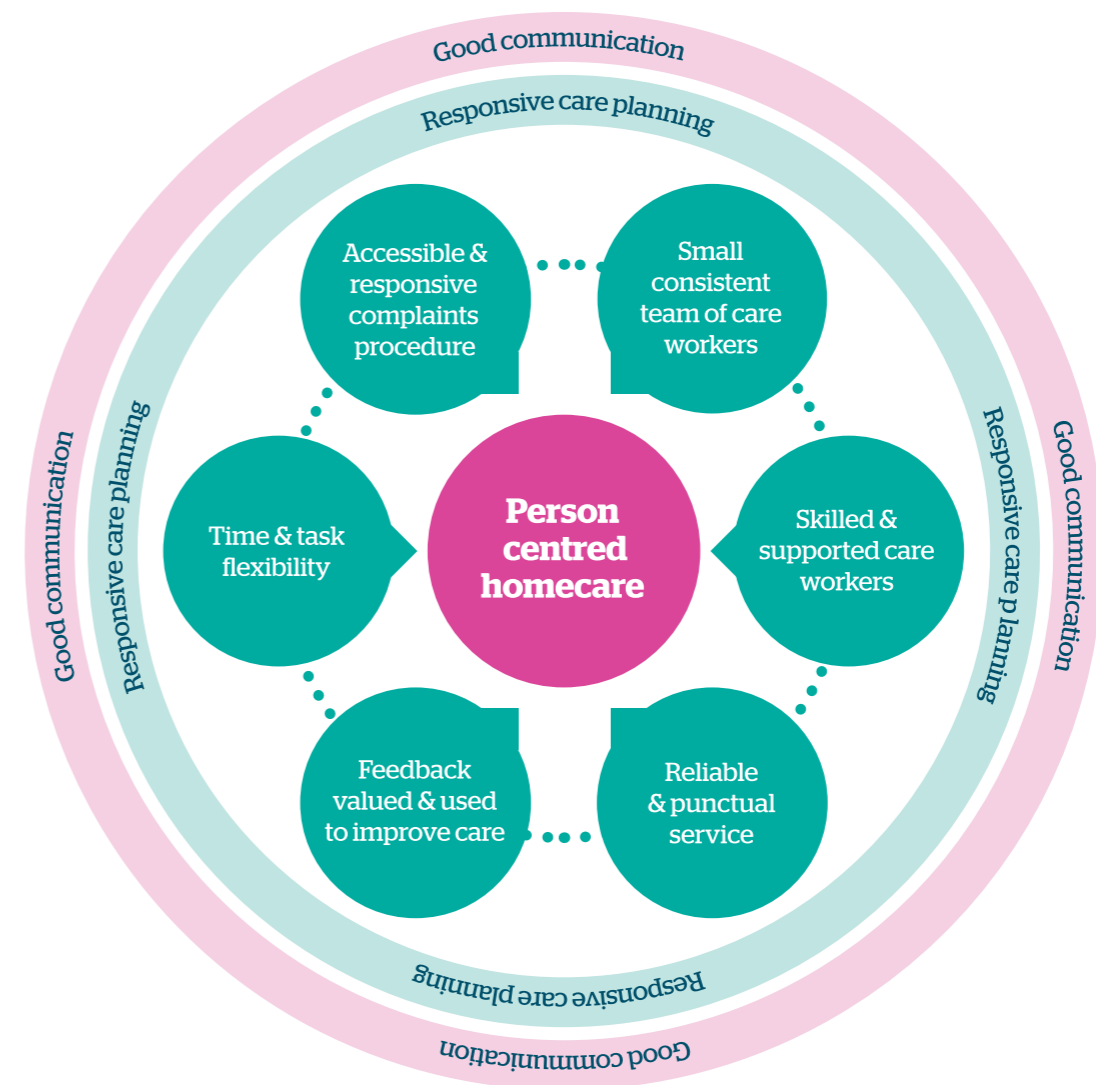 Good communication
Responsive care planning
Accessible &
responsive
complaints
procedure
Small
consistent
team of care
workers
Good communication
Responsive care planning
Time & task
flexibility
Person
centred
homecare
Skilled &
supported care
workers
Responsive care p lanning
Good communication
Feedback
valued & used
to improve care
Reliable
& punctual
service
Responsive care planning
Good communication